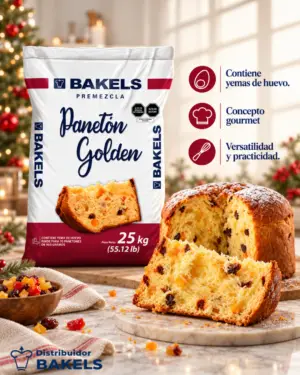 BAKELS
PREMEZCLA
Panetón
Golden
BAKELS
BAKELS
25 kg
(55.12 lb)
Contiene
yemas de huevo.
Concepto
gourmet
Versatilidad
y practicidad.
Distribuidor
BAKELS